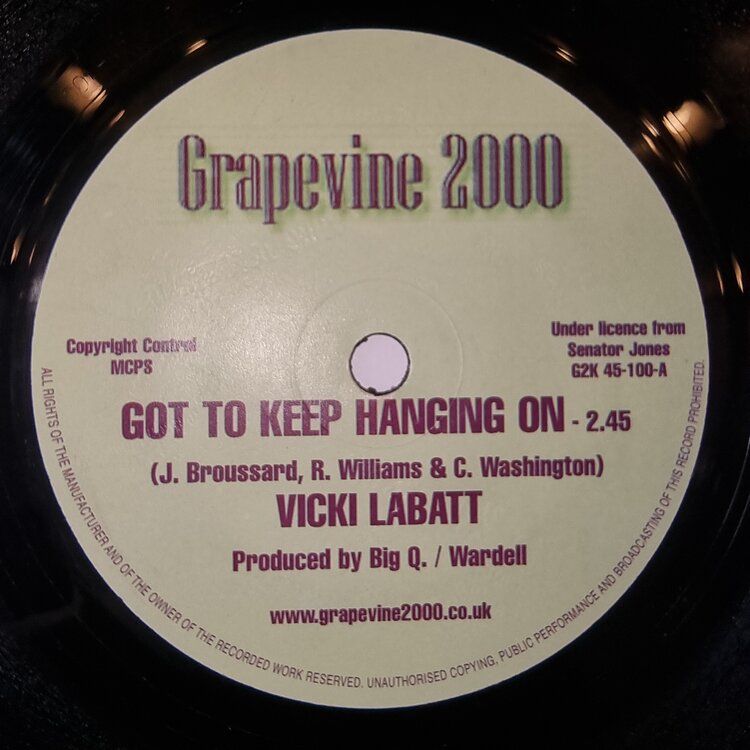 Grapevine 2000
Copyright Control
MCPS
Under licence from
Senator Jones
G2K 45-100-A
GOT TO KEEP HANGING ON - 2.45
(J. Broussard, R. Williams & C. Washington)
VICKI LABATT
Produced by Big Q. / Wardell
www.grapevine2000.co.uk
ALL RIGHTS OF THE MANUFACTURER AND OF THE OWNER OF THE RECORDED WORK RESERVED. UNAUTHORISED COPYING, PUBLIC PERFORMANCE AND BROADCASTING OF THIS RECORD PROHIBITED.